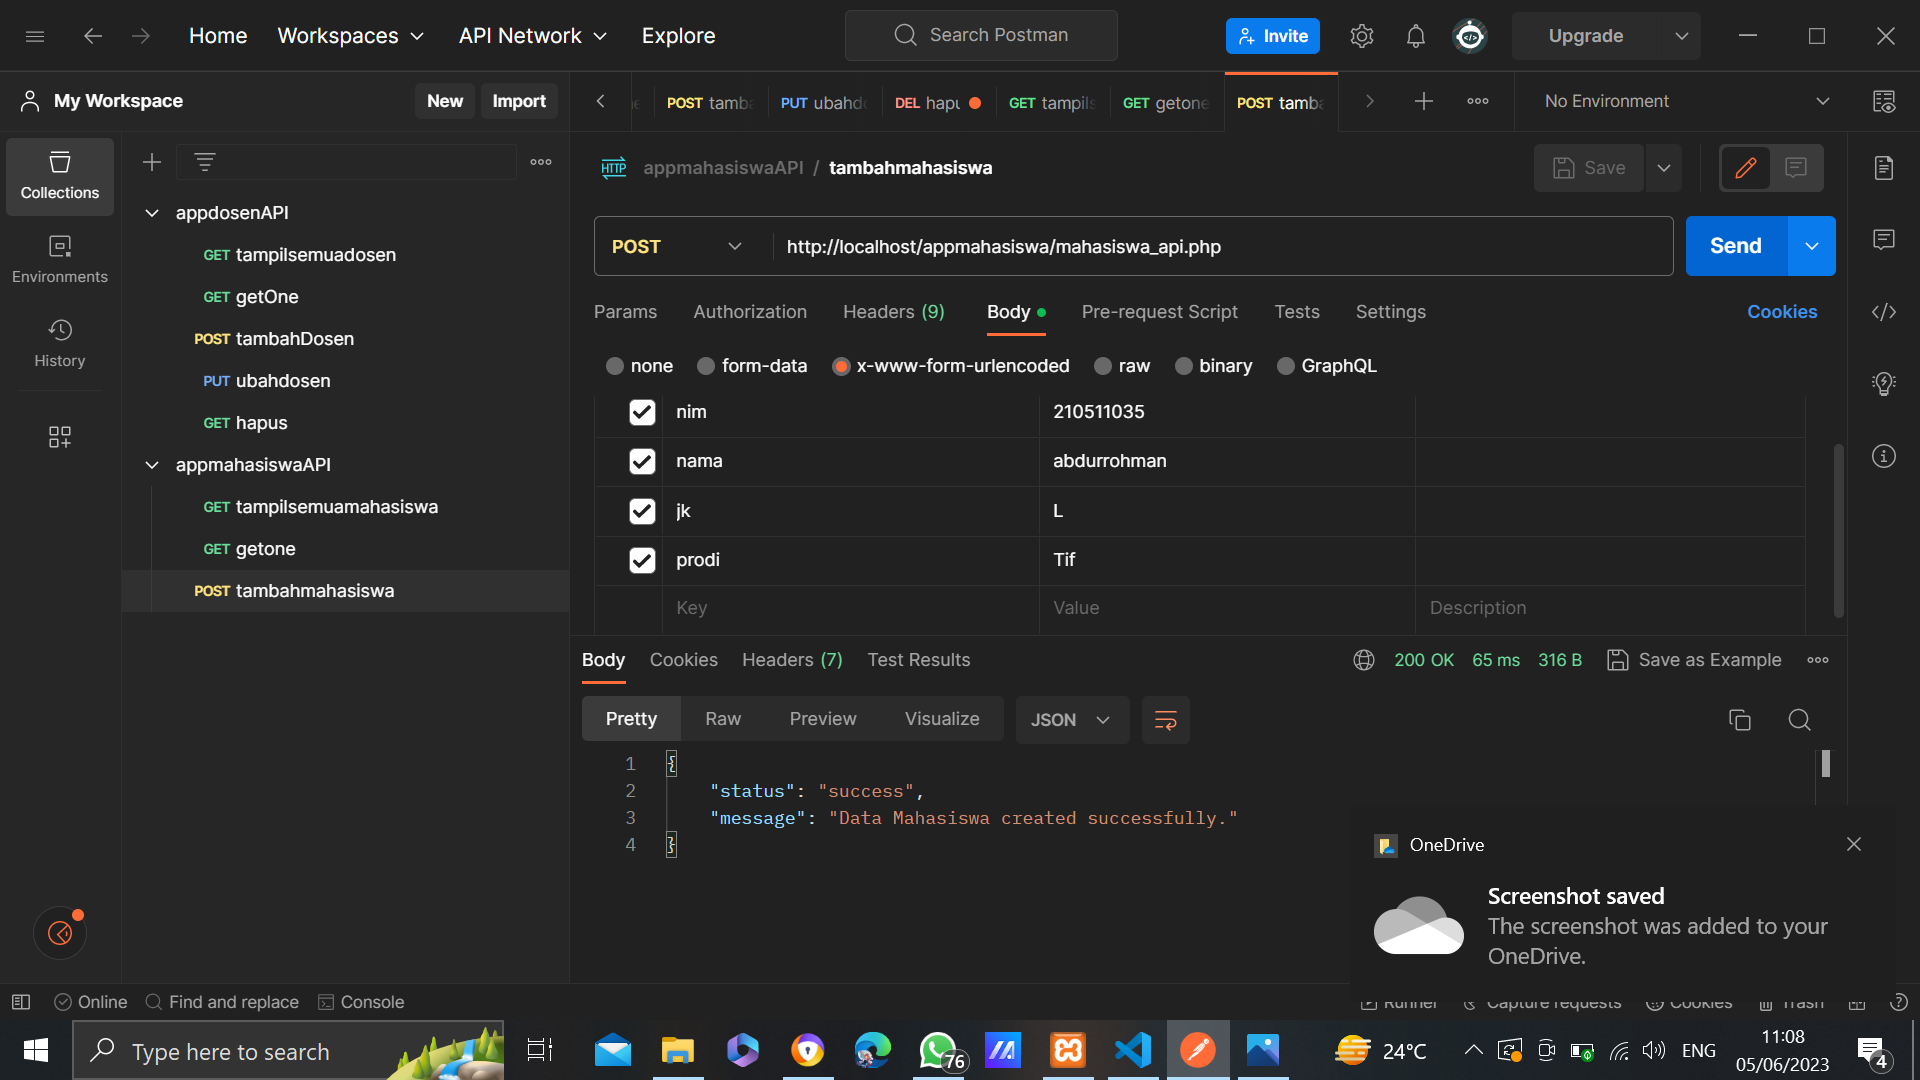 Home Workspaces API Network Explore Search Postman Invite Upgrade
My Workspace New Import POST tamb PUT ubahd DEL hapu GET tampils GET getone POST tamba No Environment
Collections
Environments
History
appdosenAPI
GET tampilsemuadosen
GET getOne
POST tambahDosen
PUT ubahdosen
GET hapus
appmahasiswaAPI
GET tampilsemuamahasiswa
GET getone
POST tambahmahasiswa
HTTP appmahasiswaAPI / tambahmahasiswa Save
POST http://localhost/appmahasiswa/mahasiswa_api.php Send
Params Authorization Headers (9) Body Pre-request Script Tests Settings Cookies
none form-data x-www-form-urlencoded raw binary GraphQL
nim 210511035
nama abdurrohman
jk L
prodi Tif
Key Value Description
Body Cookies Headers (7) Test Results 200 OK 65 ms 316 B Save as Example
Pretty Raw Preview Visualize JSON
1 {
2 "status": "success",
3 "message": "Data Mahasiswa created successfully."
4 }
OneDrive
Screenshot saved
The screenshot was added to your
OneDrive.
Online Find and replace Console Runner Capture requests Cookies Trash
Type here to search 76 24°C ENG 11:08
05/06/2023 4